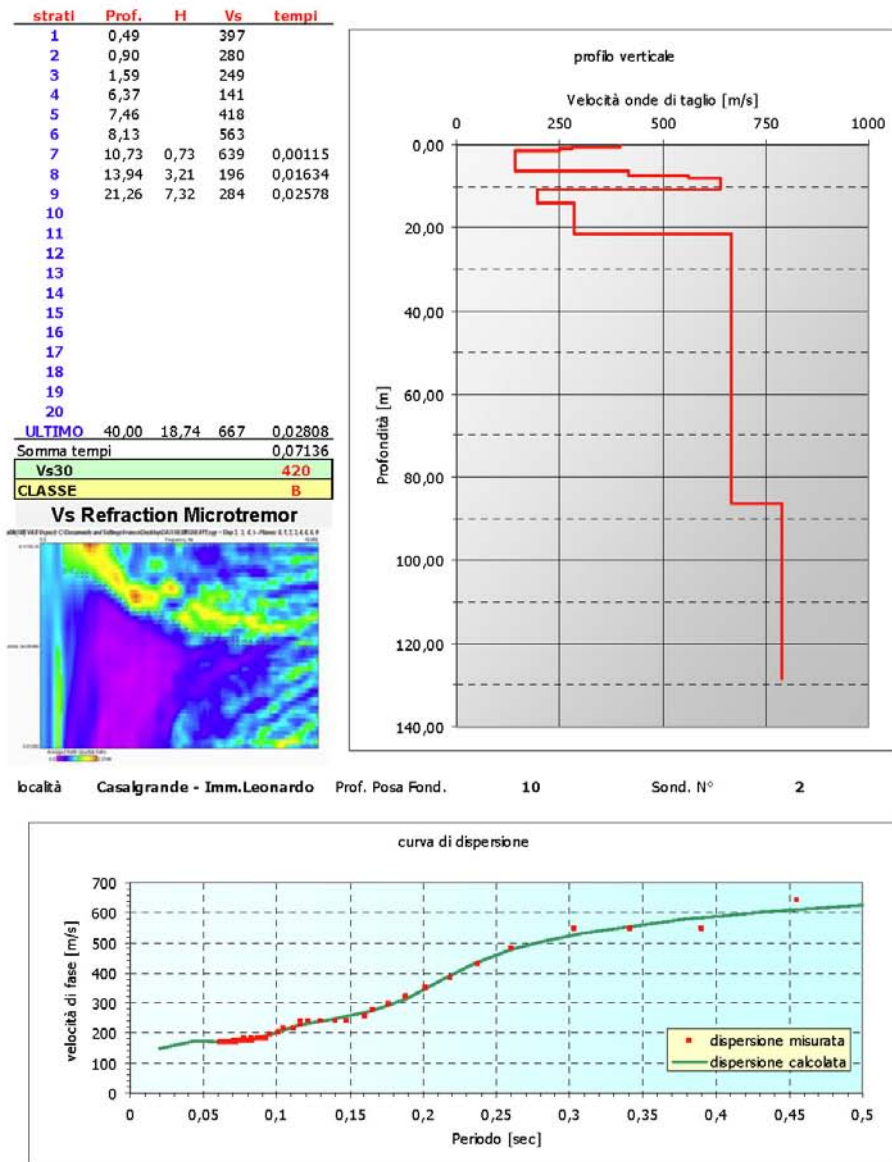 strati Prof. H Vs tempi
1 0,49 397
2 0,90 280
3 1,59 249
4 6,37 141
5 7,46 418
6 8,13 563
7 10,73 0,73 639 0,00115
8 13,94 3,21 196 0,01634
9 21,26 7,32 284 0,02578
10
11
12
13
14
15
16
17
18
19
20
ULTIMO 40,00 18,74 667 0,02808
Somma tempi 0,07136
Vs30 420
CLASSE B
Vs Refraction Microtremor
profilo verticale
Velocità onde di taglio [m/s]
0 250 500 750 1000
0,00
20,00
40,00
60,00
80,00
100,00
120,00
140,00
Profondità [m]
località Casalgrande - Imm.Leonardo Prof. Posa Fond. 10 Sond. N° 2
curva di dispersione
velocità di fase [m/s]
700
600
500
400
300
200
100
0
dispersione misurata
dispersione calcolata
0 0,05 0,1 0,15 0,2 0,25 0,3 0,35 0,4 0,45 0,5
Periodo [sec]